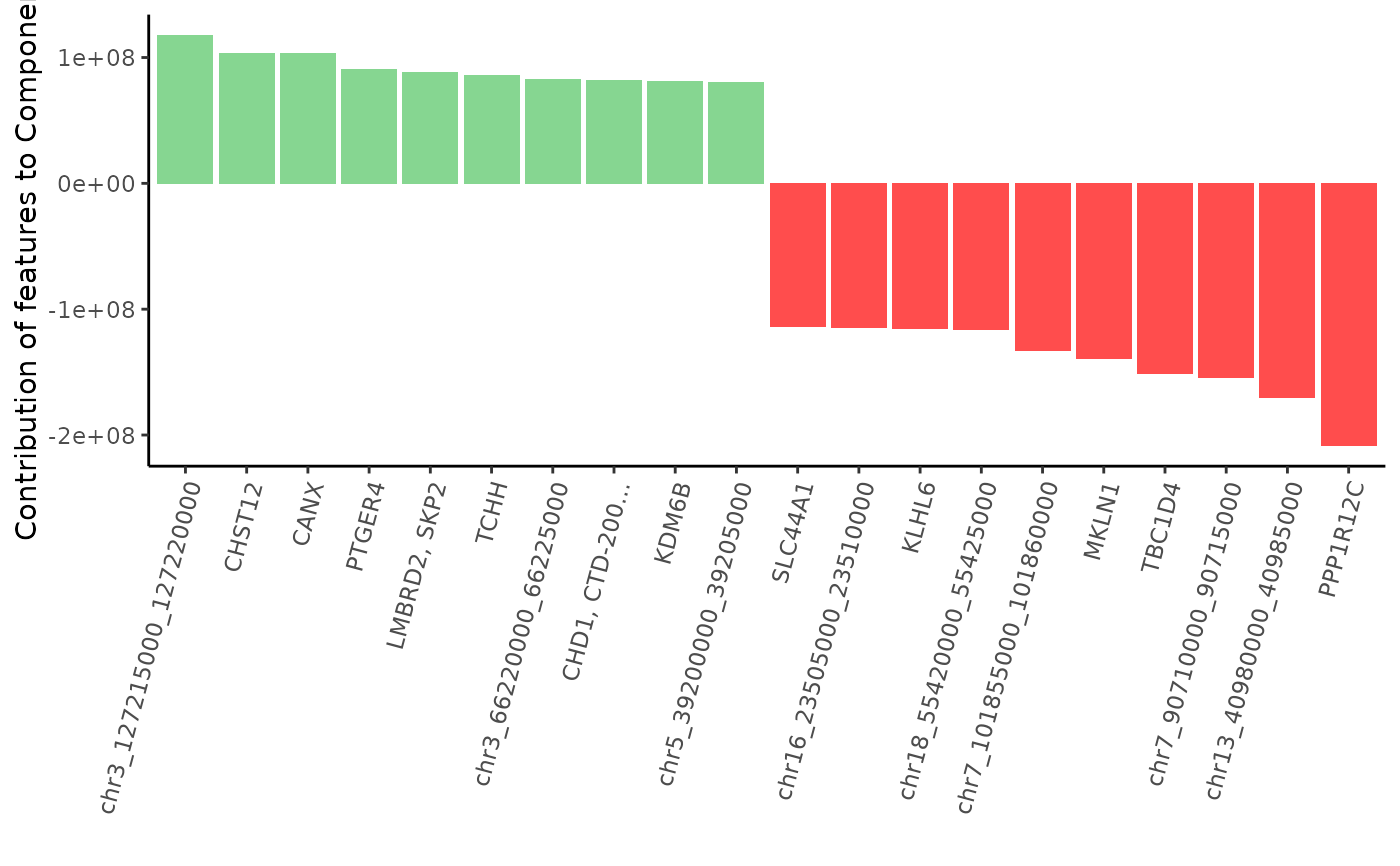 Contribution of features to
1e+08
0e+00
-1e+08
-2e+08
chr3_127215000_127220000
CHST12
CANX
PTGER4
LMBRD2, SKP2
TCHH
chr3_66220000_66225000
CHD1, CTD-200...
KDM6B
chr5_39200000_39205000
SLC44A1
chr16_23505000_23510000
KLHL6
chr18_55420000_55425000
chr7_101855000_101860000
MKLN1
TBC1D4
chr7_90710000_90715000
chr13_40980000_40985000
PPP1R12C